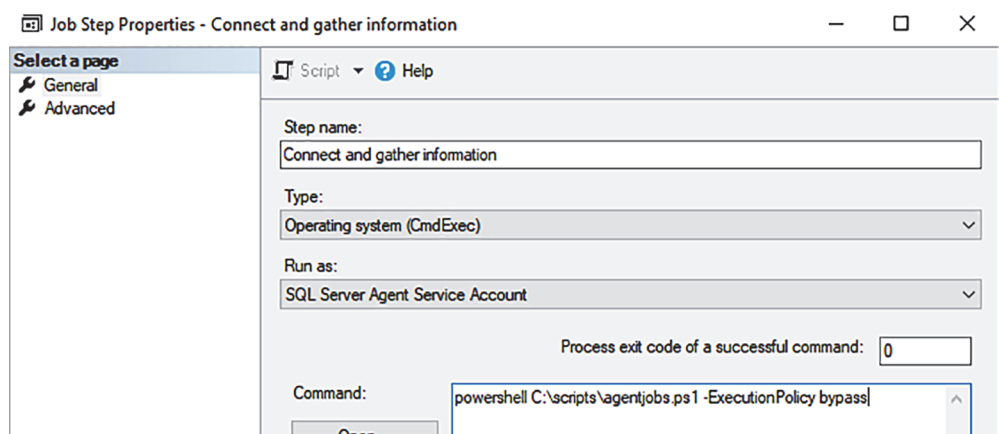 Job Step Properties - Connect and gather information
Select a page
General
Advanced
Script
Help
Step name:
Connect and gather information
Type:
Operating system (CmdExec)
Run as:
SQL Server Agent Service Account
Process exit code of a successful command:
0
Command:
powershell C:\scripts\agentjobs.ps1 -ExecutionPolicy bypass